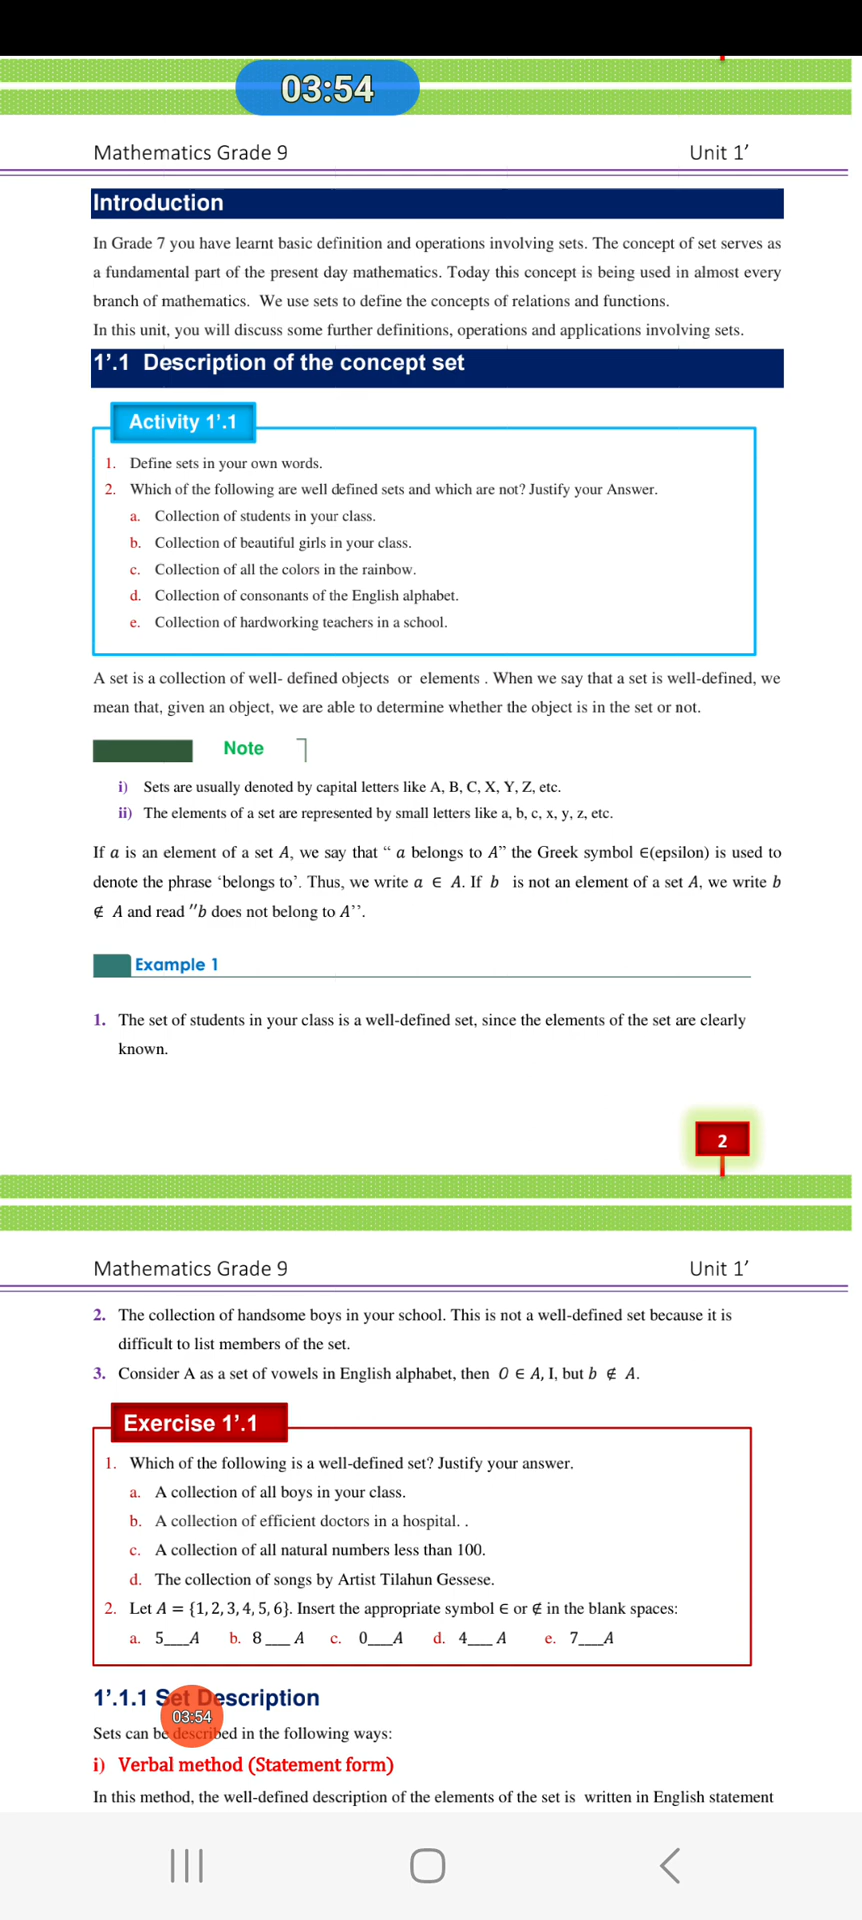 03:54
Mathematics Grade 9 Unit 1’
Introduction
In Grade 7 you have learnt basic definition and operations involving sets. The concept of set serves as
a fundamental part of the present day mathematics. Today this concept is being used in almost every
branch of mathematics. We use sets to define the concepts of relations and functions.
In this unit, you will discuss some further definitions, operations and applications involving sets.
1’.1 Description of the concept set
Activity 1’.1
1. Define sets in your own words.
2. Which of the following are well defined sets and which are not? Justify your Answer.
a. Collection of students in your class.
b. Collection of beautiful girls in your class.
c. Collection of all the colors in the rainbow.
d. Collection of consonants of the English alphabet.
e. Collection of hardworking teachers in a school.
A set is a collection of well- defined objects or elements . When we say that a set is well-defined, we
mean that, given an object, we are able to determine whether the object is in the set or not.
Note
i) Sets are usually denoted by capital letters like A, B, C, X, Y, Z, etc.
ii) The elements of a set are represented by small letters like a, b, c, x, y, z, etc.
If a is an element of a set A, we say that “ a belongs to A” the Greek symbol ∈(epsilon) is used to
denote the phrase ‘belongs to’. Thus, we write a ∈ A. If b is not an element of a set A, we write b
∉ A and read ′′b does not belong to A’’.
Example 1
1. The set of students in your class is a well-defined set, since the elements of the set are clearly
known.
2
Mathematics Grade 9 Unit 1’
2. The collection of handsome boys in your school. This is not a well-defined set because it is
difficult to list members of the set.
3. Consider A as a set of vowels in English alphabet, then O ∈ A, I, but b ∉ A.
Exercise 1’.1
1. Which of the following is a well-defined set? Justify your answer.
a. A collection of all boys in your class.
b. A collection of efficient doctors in a hospital. .
c. A collection of all natural numbers less than 100.
d. The collection of songs by Artist Tilahun Gessese.
2. Let A = {1, 2, 3, 4, 5, 6}. Insert the appropriate symbol ∈ or ∉ in the blank spaces:
a. 5___A b. 8 ___ A c. 0___A d. 4___ A e. 7___A
1’.1.1 Set Description
03:54
Sets can be described in the following ways:
i) Verbal method (Statement form)
In this method, the well-defined description of the elements of the set is written in English statement